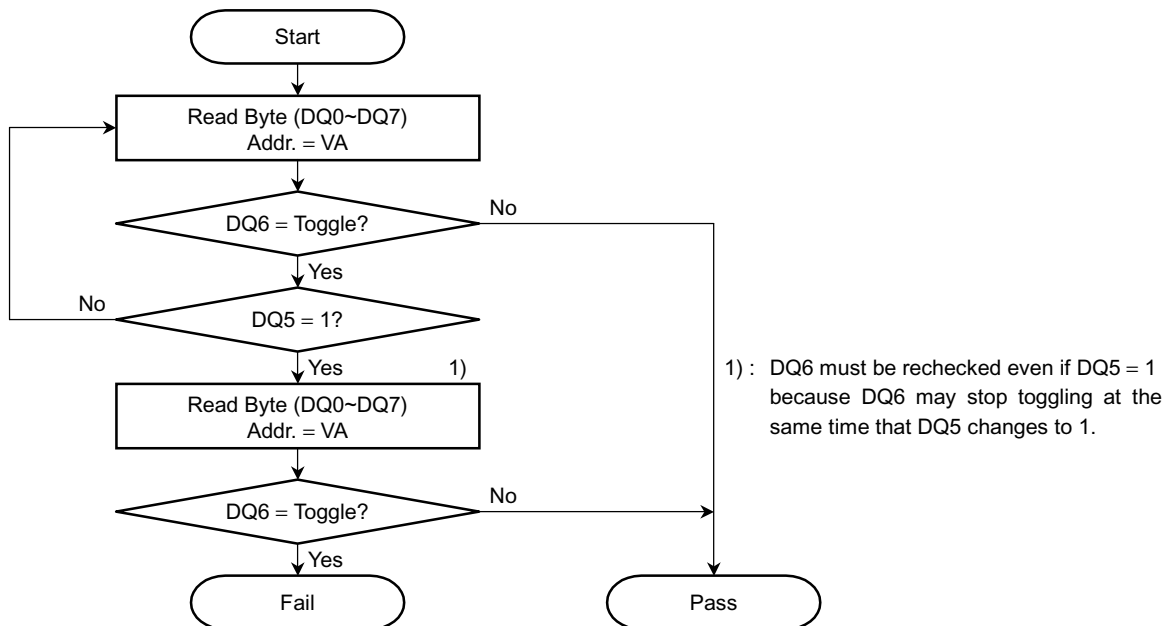 Start
Read Byte (DQ0~DQ7)
Addr. = VA
DQ6 = Toggle?
No
Yes
No
DQ5 = 1?
Yes
1)
Read Byte (DQ0~DQ7)
Addr. = VA
1) : DQ6 must be rechecked even if DQ5 = 1
because DQ6 may stop toggling at the
same time that DQ5 changes to 1.
DQ6 = Toggle?
No
Yes
Fail
Pass